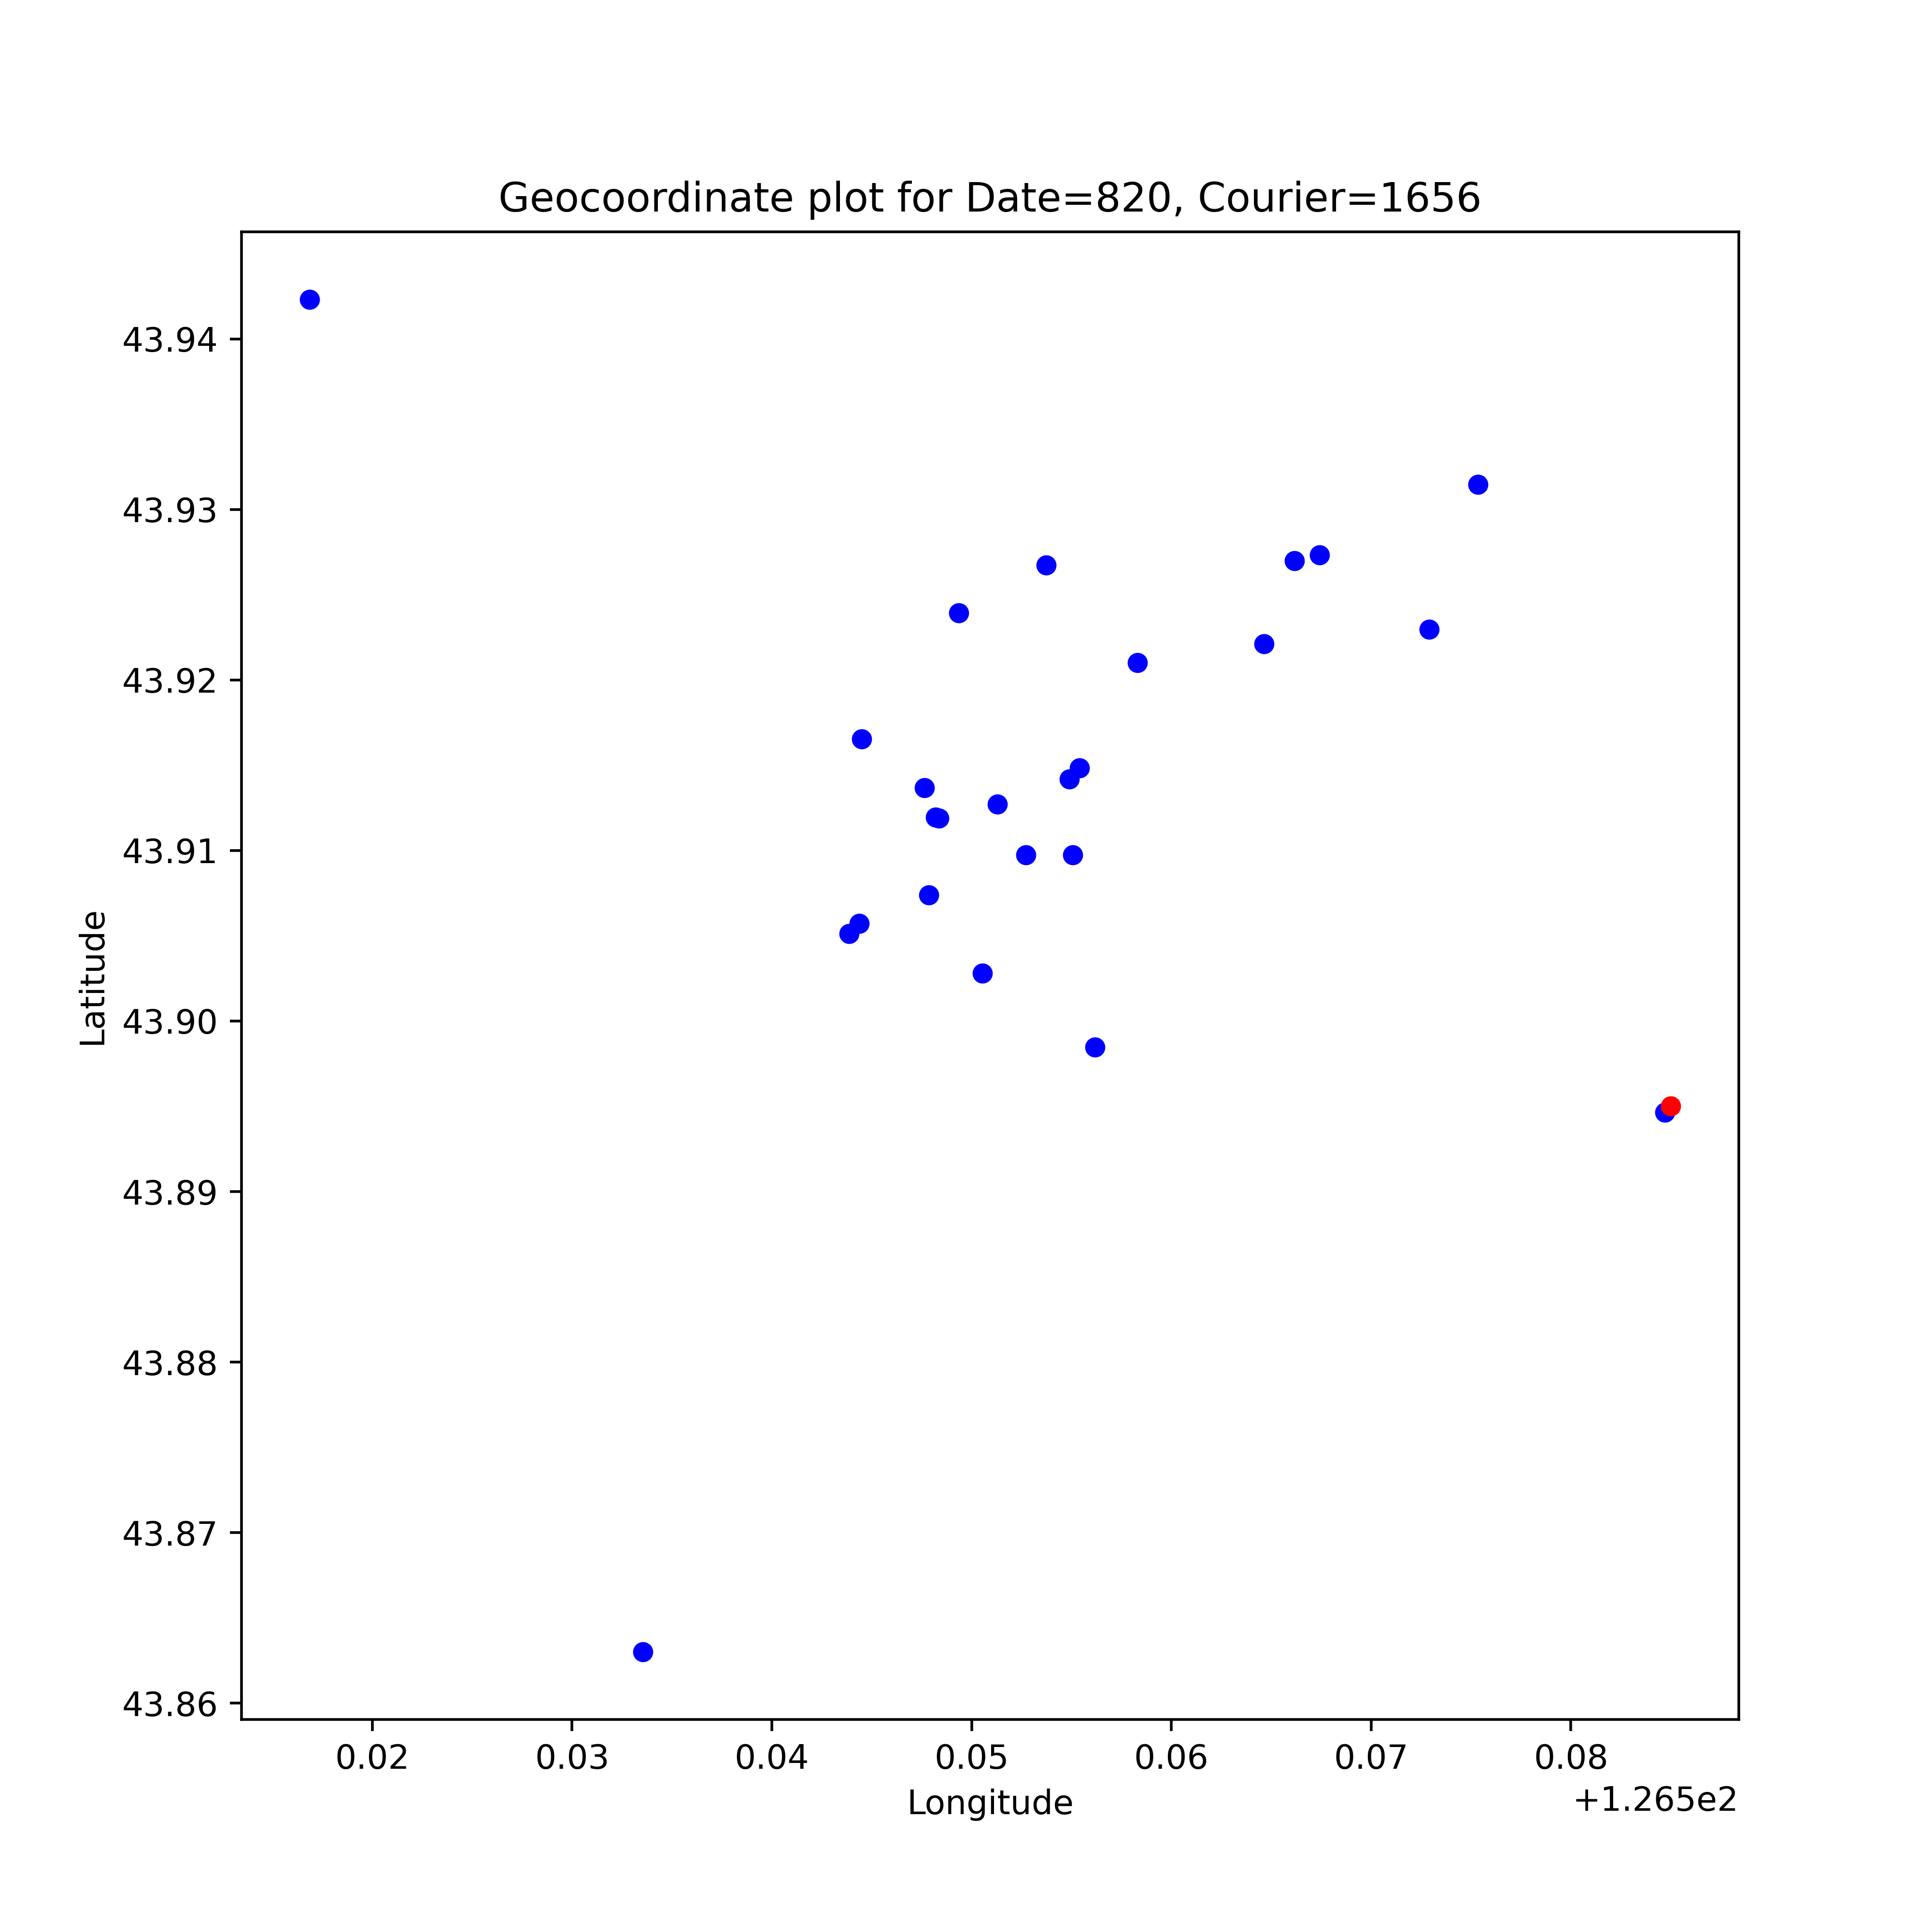 Geocoordinate plot for Date=820, Courier=1656
43.94
43.93
43.92
43.91
43.90
43.89
43.88
43.87
43.86
Latitude
0.02 0.03 0.04 0.05 0.06 0.07 0.08
Longitude
+1.265e2